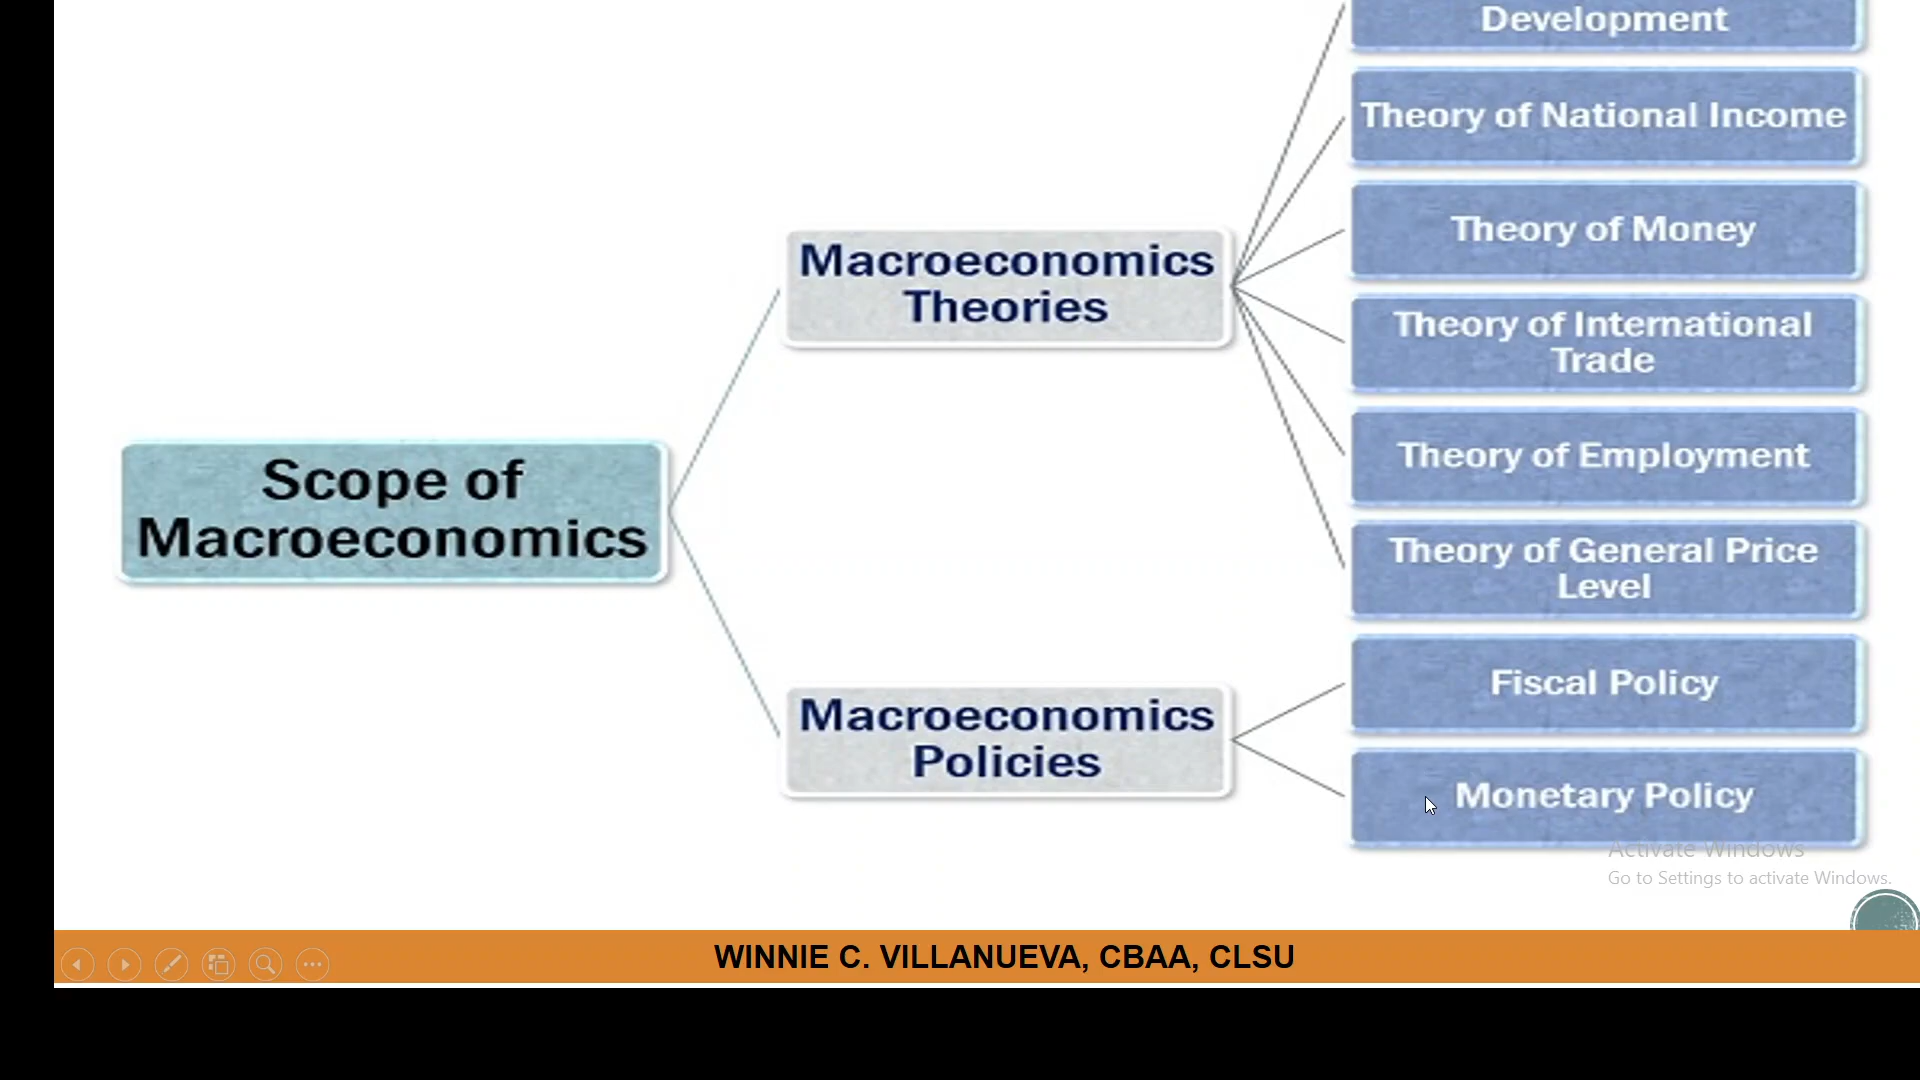 Development
Theory of National Income
Theory of Money
Macroeconomics
Theories
Theory of International
Trade
Theory of Employment
Scope of
Macroeconomics
Theory of General Price
Level
Fiscal Policy
Macroeconomics
Policies
Monetary Policy
Activate Windows
Go to Settings to activate Windows.
WINNIE C. VILLANUEVA, CBAA, CLSU